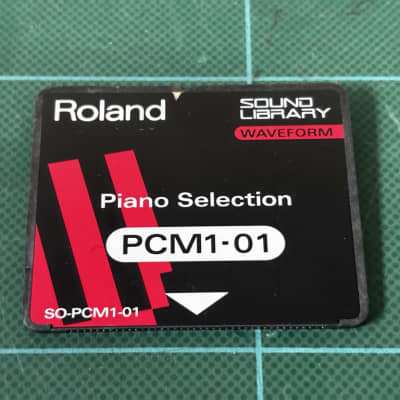 Roland
SOUND
LIBRARY
WAVEFORM
Piano Selection
PCM1-01
SO-PCM1-01